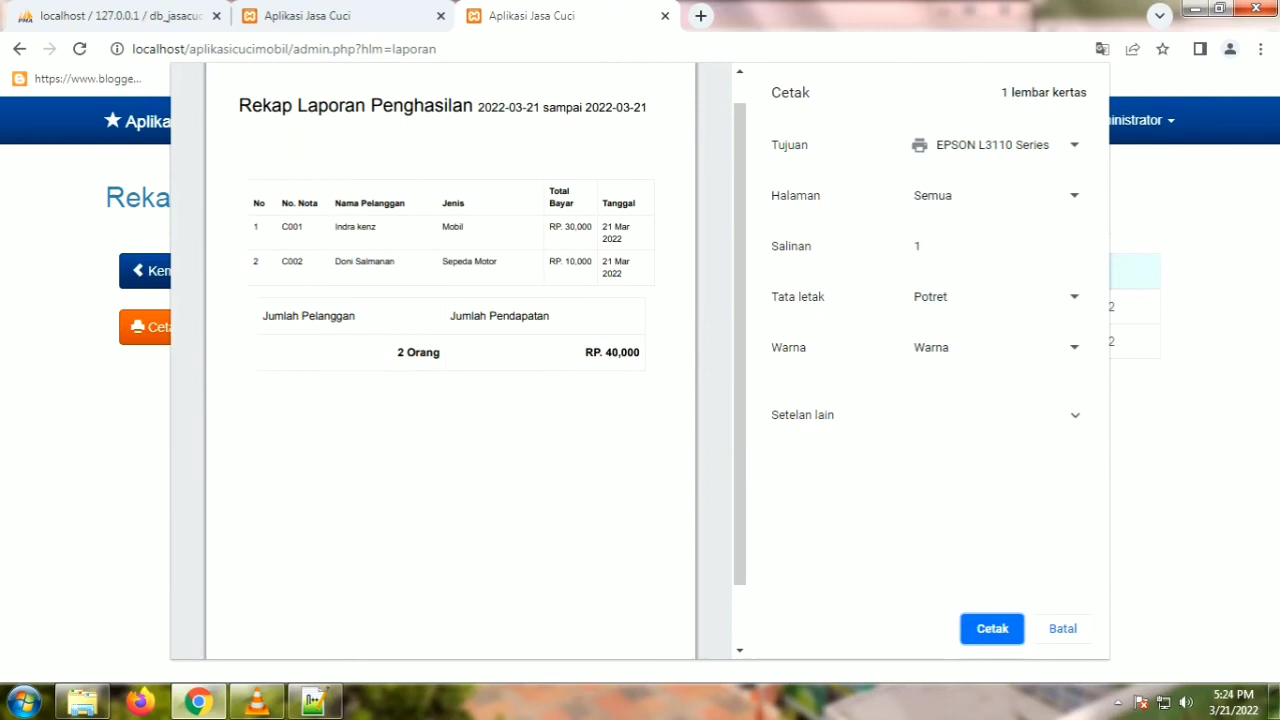 localhost / 127.0.0.1 / db_jasacuc
Aplikasi Jasa Cuci
Aplikasi Jasa Cuci
localhost/aplikasicucimobil/admin.php?hlm=laporan
https://www.blogge...
Aplika
inistrator
Reka
Kem
Ceta
Rekap Laporan Penghasilan 2022-03-21 sampai 2022-03-21
No No. Nota Nama Pelanggan Jenis Total Bayar Tanggal
1 C001 Indra kenz Mobil RP. 30,000 21 Mar 2022
2 C002 Doni Salmanan Sepeda Motor RP. 10,000 21 Mar 2022
Jumlah Pelanggan Jumlah Pendapatan
2 Orang RP. 40,000
Cetak 1 lembar kertas
Tujuan EPSON L3110 Series
Halaman Semua
Salinan 1
Tata letak Potret
Warna Warna
Setelan lain
Cetak Batal
2
2
5:24 PM
3/21/2022